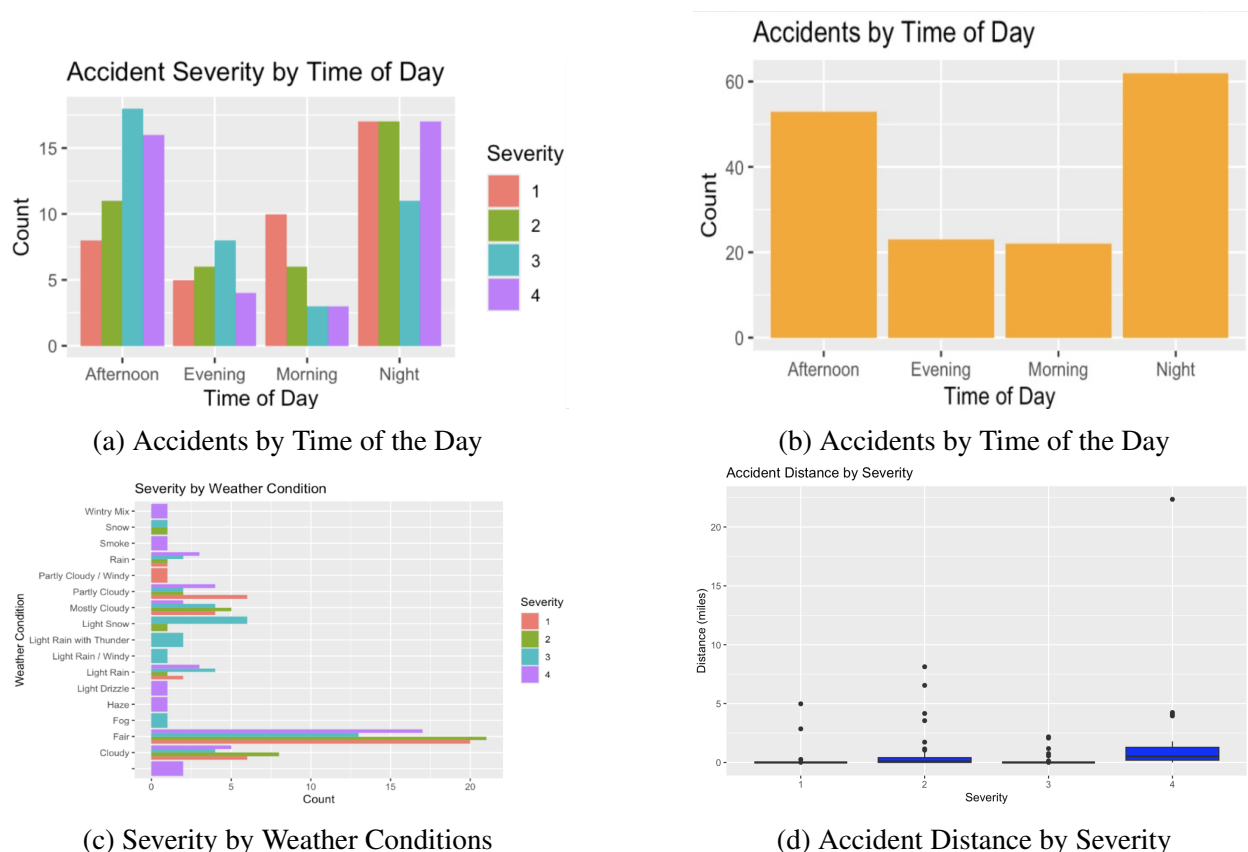 Accident Severity by Time of Day
Count
15
10
5
0
Afternoon
Evening
Morning
Night
Time of Day
Severity
1
2
3
4
(a) Accidents by Time of the Day
Accidents by Time of Day
Count
60
40
20
0
Afternoon
Evening
Morning
Night
Time of Day
(b) Accidents by Time of the Day
Severity by Weather Condition
Weather Condition
Wintry Mix
Snow
Smoke
Rain
Partly Cloudy / Windy
Partly Cloudy
Mostly Cloudy
Light Snow
Light Rain with Thunder
Light Rain / Windy
Light Rain
Light Drizzle
Haze
Fog
Fair
Cloudy
0
5
10
15
20
Count
Severity
1
2
3
4
(c) Severity by Weather Conditions
Accident Distance by Severity
Distance (miles)
20
15
10
5
0
1
2
3
4
Severity
(d) Accident Distance by Severity